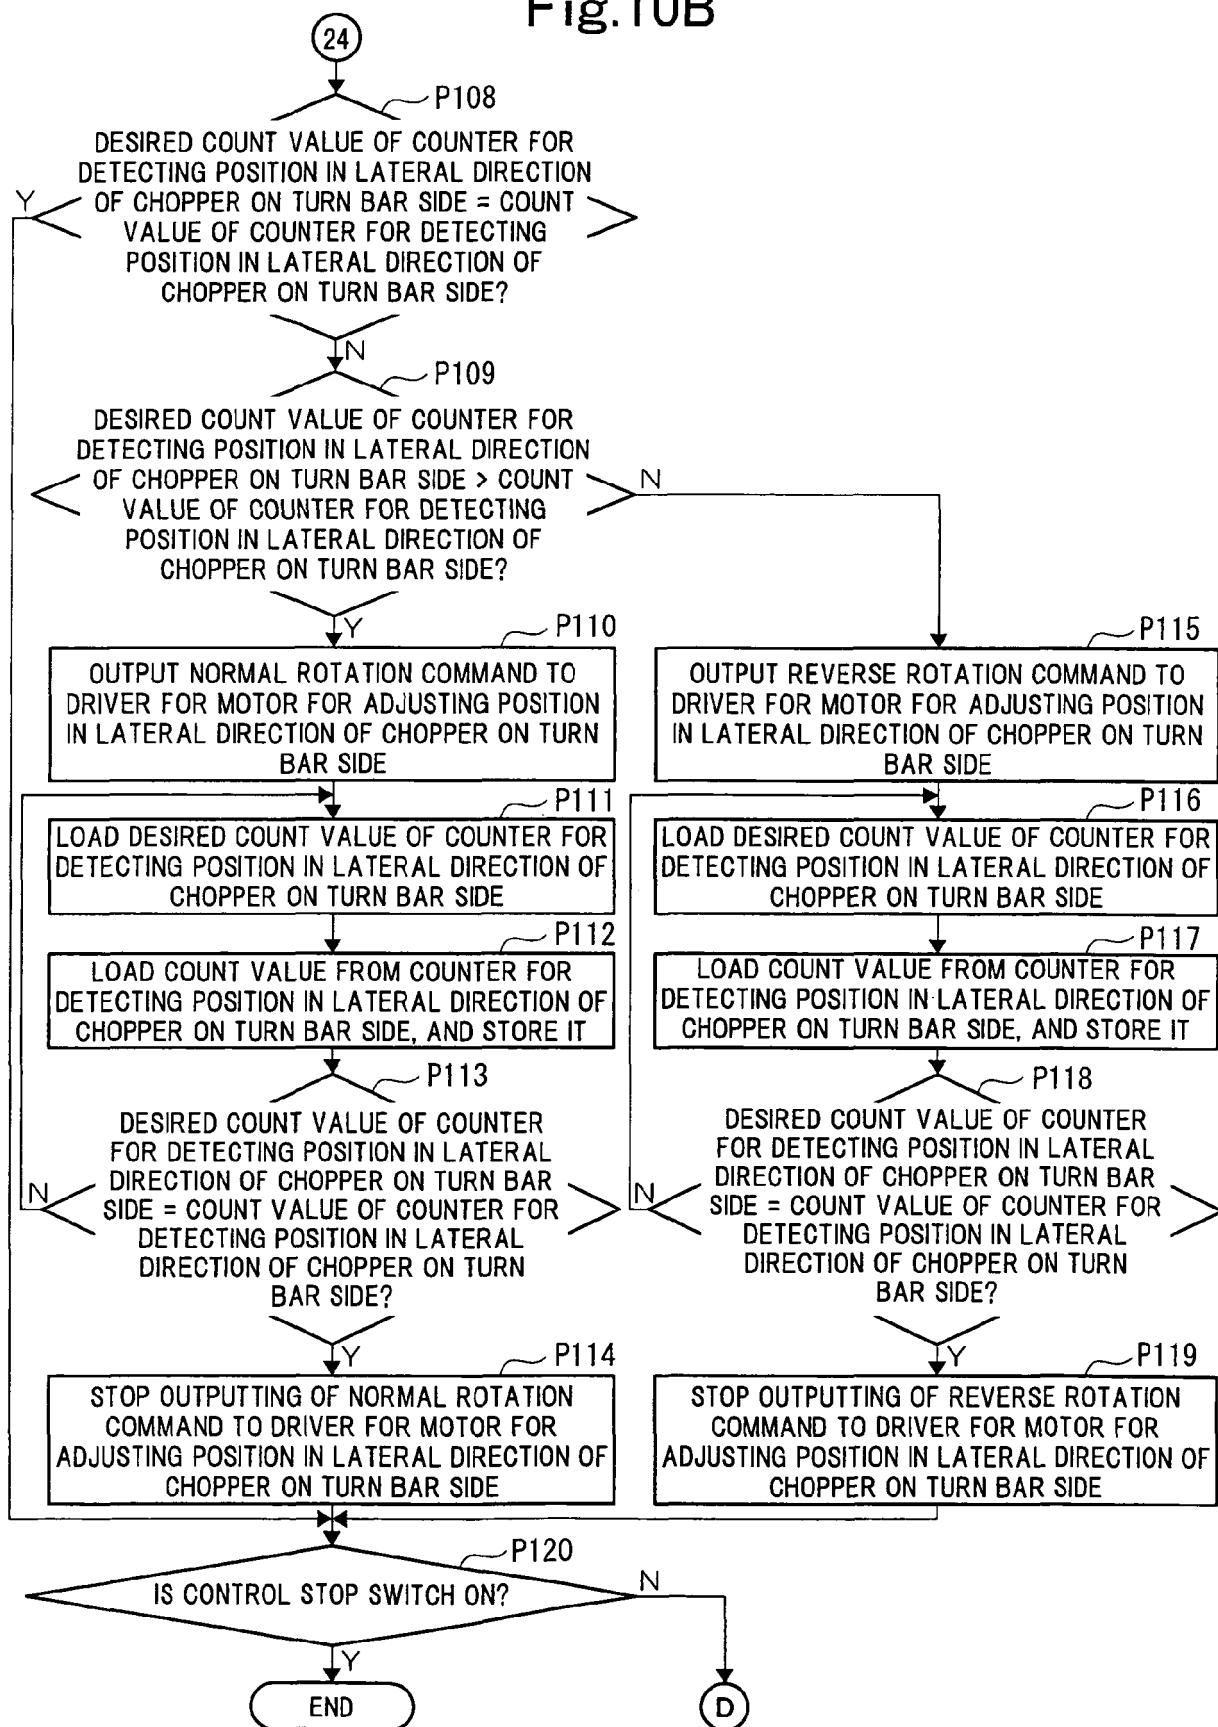 Fig.10B
24
P108
DESIRED COUNT VALUE OF COUNTER FOR
DETECTING POSITION IN LATERAL DIRECTION
OF CHOPPER ON TURN BAR SIDE = COUNT
VALUE OF COUNTER FOR DETECTING
POSITION IN LATERAL DIRECTION OF
CHOPPER ON TURN BAR SIDE?
Y
N
P109
DESIRED COUNT VALUE OF COUNTER FOR
DETECTING POSITION IN LATERAL DIRECTION
OF CHOPPER ON TURN BAR SIDE > COUNT
VALUE OF COUNTER FOR DETECTING
POSITION IN LATERAL DIRECTION OF
CHOPPER ON TURN BAR SIDE?
N
Y
P110
OUTPUT NORMAL ROTATION COMMAND TO
DRIVER FOR MOTOR FOR ADJUSTING POSITION
IN LATERAL DIRECTION OF CHOPPER ON TURN
BAR SIDE
P111
LOAD DESIRED COUNT VALUE OF COUNTER FOR
DETECTING POSITION IN LATERAL DIRECTION OF
CHOPPER ON TURN BAR SIDE
P112
LOAD COUNT VALUE FROM COUNTER FOR
DETECTING POSITION IN LATERAL DIRECTION OF
CHOPPER ON TURN BAR SIDE, AND STORE IT
P113
DESIRED COUNT VALUE OF COUNTER
FOR DETECTING POSITION IN LATERAL
DIRECTION OF CHOPPER ON TURN BAR
SIDE = COUNT VALUE OF COUNTER FOR
DETECTING POSITION IN LATERAL
DIRECTION OF CHOPPER ON TURN
BAR SIDE?
N
Y
P114
STOP OUTPUTTING OF NORMAL ROTATION
COMMAND TO DRIVER FOR MOTOR FOR
ADJUSTING POSITION IN LATERAL DIRECTION OF
CHOPPER ON TURN BAR SIDE
P115
OUTPUT REVERSE ROTATION COMMAND TO
DRIVER FOR MOTOR FOR ADJUSTING POSITION
IN LATERAL DIRECTION OF CHOPPER ON TURN
BAR SIDE
P116
LOAD DESIRED COUNT VALUE OF COUNTER FOR
DETECTING POSITION IN LATERAL DIRECTION OF
CHOPPER ON TURN BAR SIDE
P117
LOAD COUNT VALUE FROM COUNTER FOR
DETECTING POSITION IN LATERAL DIRECTION OF
CHOPPER ON TURN BAR SIDE, AND STORE IT
P118
DESIRED COUNT VALUE OF COUNTER
FOR DETECTING POSITION IN LATERAL
DIRECTION OF CHOPPER ON TURN BAR
SIDE = COUNT VALUE OF COUNTER FOR
DETECTING POSITION IN LATERAL
DIRECTION OF CHOPPER ON TURN
BAR SIDE?
N
Y
P119
STOP OUTPUTTING OF REVERSE ROTATION
COMMAND TO DRIVER FOR MOTOR FOR
ADJUSTING POSITION IN LATERAL DIRECTION OF
CHOPPER ON TURN BAR SIDE
P120
IS CONTROL STOP SWITCH ON?
N
Y
END
D